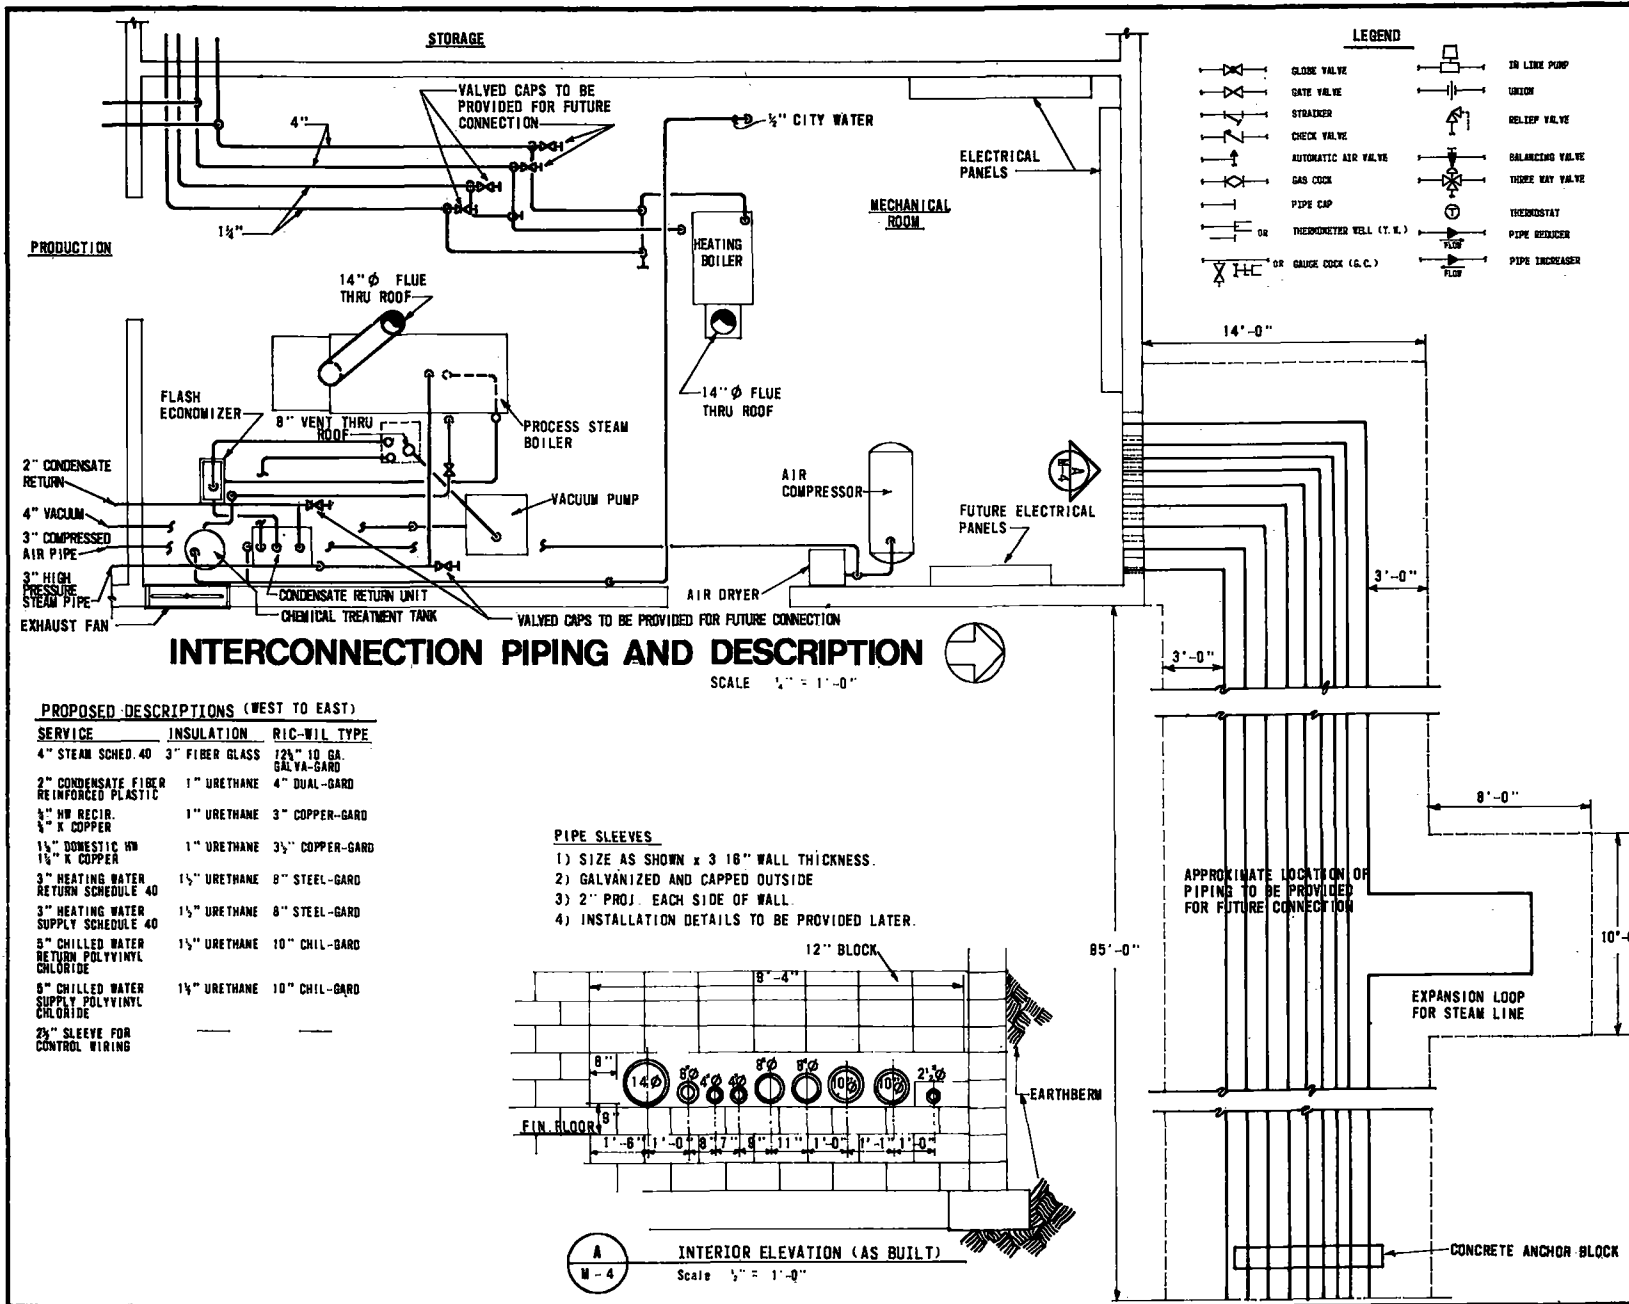 STORAGE
VALVED CAPS TO BE
PROVIDED FOR FUTURE
CONNECTION
4"
½" CITY WATER
ELECTRICAL
PANELS
MECHANICAL
ROOM
1¼"
PRODUCTION
HEATING
BOILER
14" Ø FLUE
THRU ROOF
14" Ø FLUE
THRU ROOF
FLASH
ECONOMIZER
8" VENT THRU
ROOF
PROCESS STEAM
BOILER
2" CONDENSATE
RETURN
4" VACUUM
3" COMPRESSED
AIR PIPE
3" HIGH
PRESSURE
STEAM PIPE
EXHAUST FAN
VACUUM PUMP
AIR
COMPRESSOR
FUTURE ELECTRICAL
PANELS
CONDENSATE RETURN UNIT
CHEMICAL TREATMENT TANK
AIR DRYER
VALVED CAPS TO BE PROVIDED FOR FUTURE CONNECTION
A
M-4
INTERCONNECTION PIPING AND DESCRIPTION
SCALE ¼" = 1'-0"
LEGEND
GLOBE VALVE
GATE VALVE
STRAINER
CHECK VALVE
AUTOMATIC AIR VALVE
GAS COCK
PIPE CAP
OR THERMOMETER WELL (T.W.)
OR GAUGE COCK (G.C.)
IN LINE PUMP
UNION
RELIEF VALVE
BALANCING VALVE
THREE WAY VALVE
T THERMOSTAT
PIPE REDUCER
FLOW
PIPE INCREASER
FLOW
14'-0"
3'-0"
3'-0"
8'-0"
85'-0"
APPROXIMATE LOCATION OF
PIPING TO BE PROVIDED
FOR FUTURE CONNECTION
EXPANSION LOOP
FOR STEAM LINE
CONCRETE ANCHOR BLOCK
PROPOSED DESCRIPTIONS (WEST TO EAST)
SERVICE INSULATION RIC-WIL TYPE
4" STEAM SCHED. 40 3" FIBER GLASS 12¾" 10 GA.
GALVA-GARD
2" CONDENSATE FIBER 1" URETHANE 4" DUAL-GARD
REINFORCED PLASTIC
¾" HW RECIR. 1" URETHANE 3" COPPER-GARD
¾" K COPPER
1½" DOMESTIC HW 1" URETHANE 3½" COPPER-GARD
1½" K COPPER
3" HEATING WATER 1½" URETHANE 8" STEEL-GARD
RETURN SCHEDULE 40
3" HEATING WATER 1½" URETHANE 8" STEEL-GARD
SUPPLY SCHEDULE 40
5" CHILLED WATER 1½" URETHANE 10" CHIL-GARD
RETURN POLYVINYL
CHLORIDE
5" CHILLED WATER 1½" URETHANE 10" CHIL-GARD
SUPPLY POLYVINYL
CHLORIDE
2½" SLEEVE FOR
CONTROL WIRING
PIPE SLEEVES
1) SIZE AS SHOWN x 3 16" WALL THICKNESS.
2) GALVANIZED AND CAPPED OUTSIDE
3) 2" PROJ. EACH SIDE OF WALL.
4) INSTALLATION DETAILS TO BE PROVIDED LATER.
12" BLOCK
8" 14"Ø 8"Ø 4"Ø 4"Ø 8"Ø 8"Ø 10"Ø 10"Ø 2½"Ø
EARTHBERM
FIN. FLOOR
1'-6" 1'-0" 8" 7" 9" 11" 1'-0" 1'-1" 1'-0"
A
M-4
INTERIOR ELEVATION (AS BUILT)
Scale ½" = 1'-0"